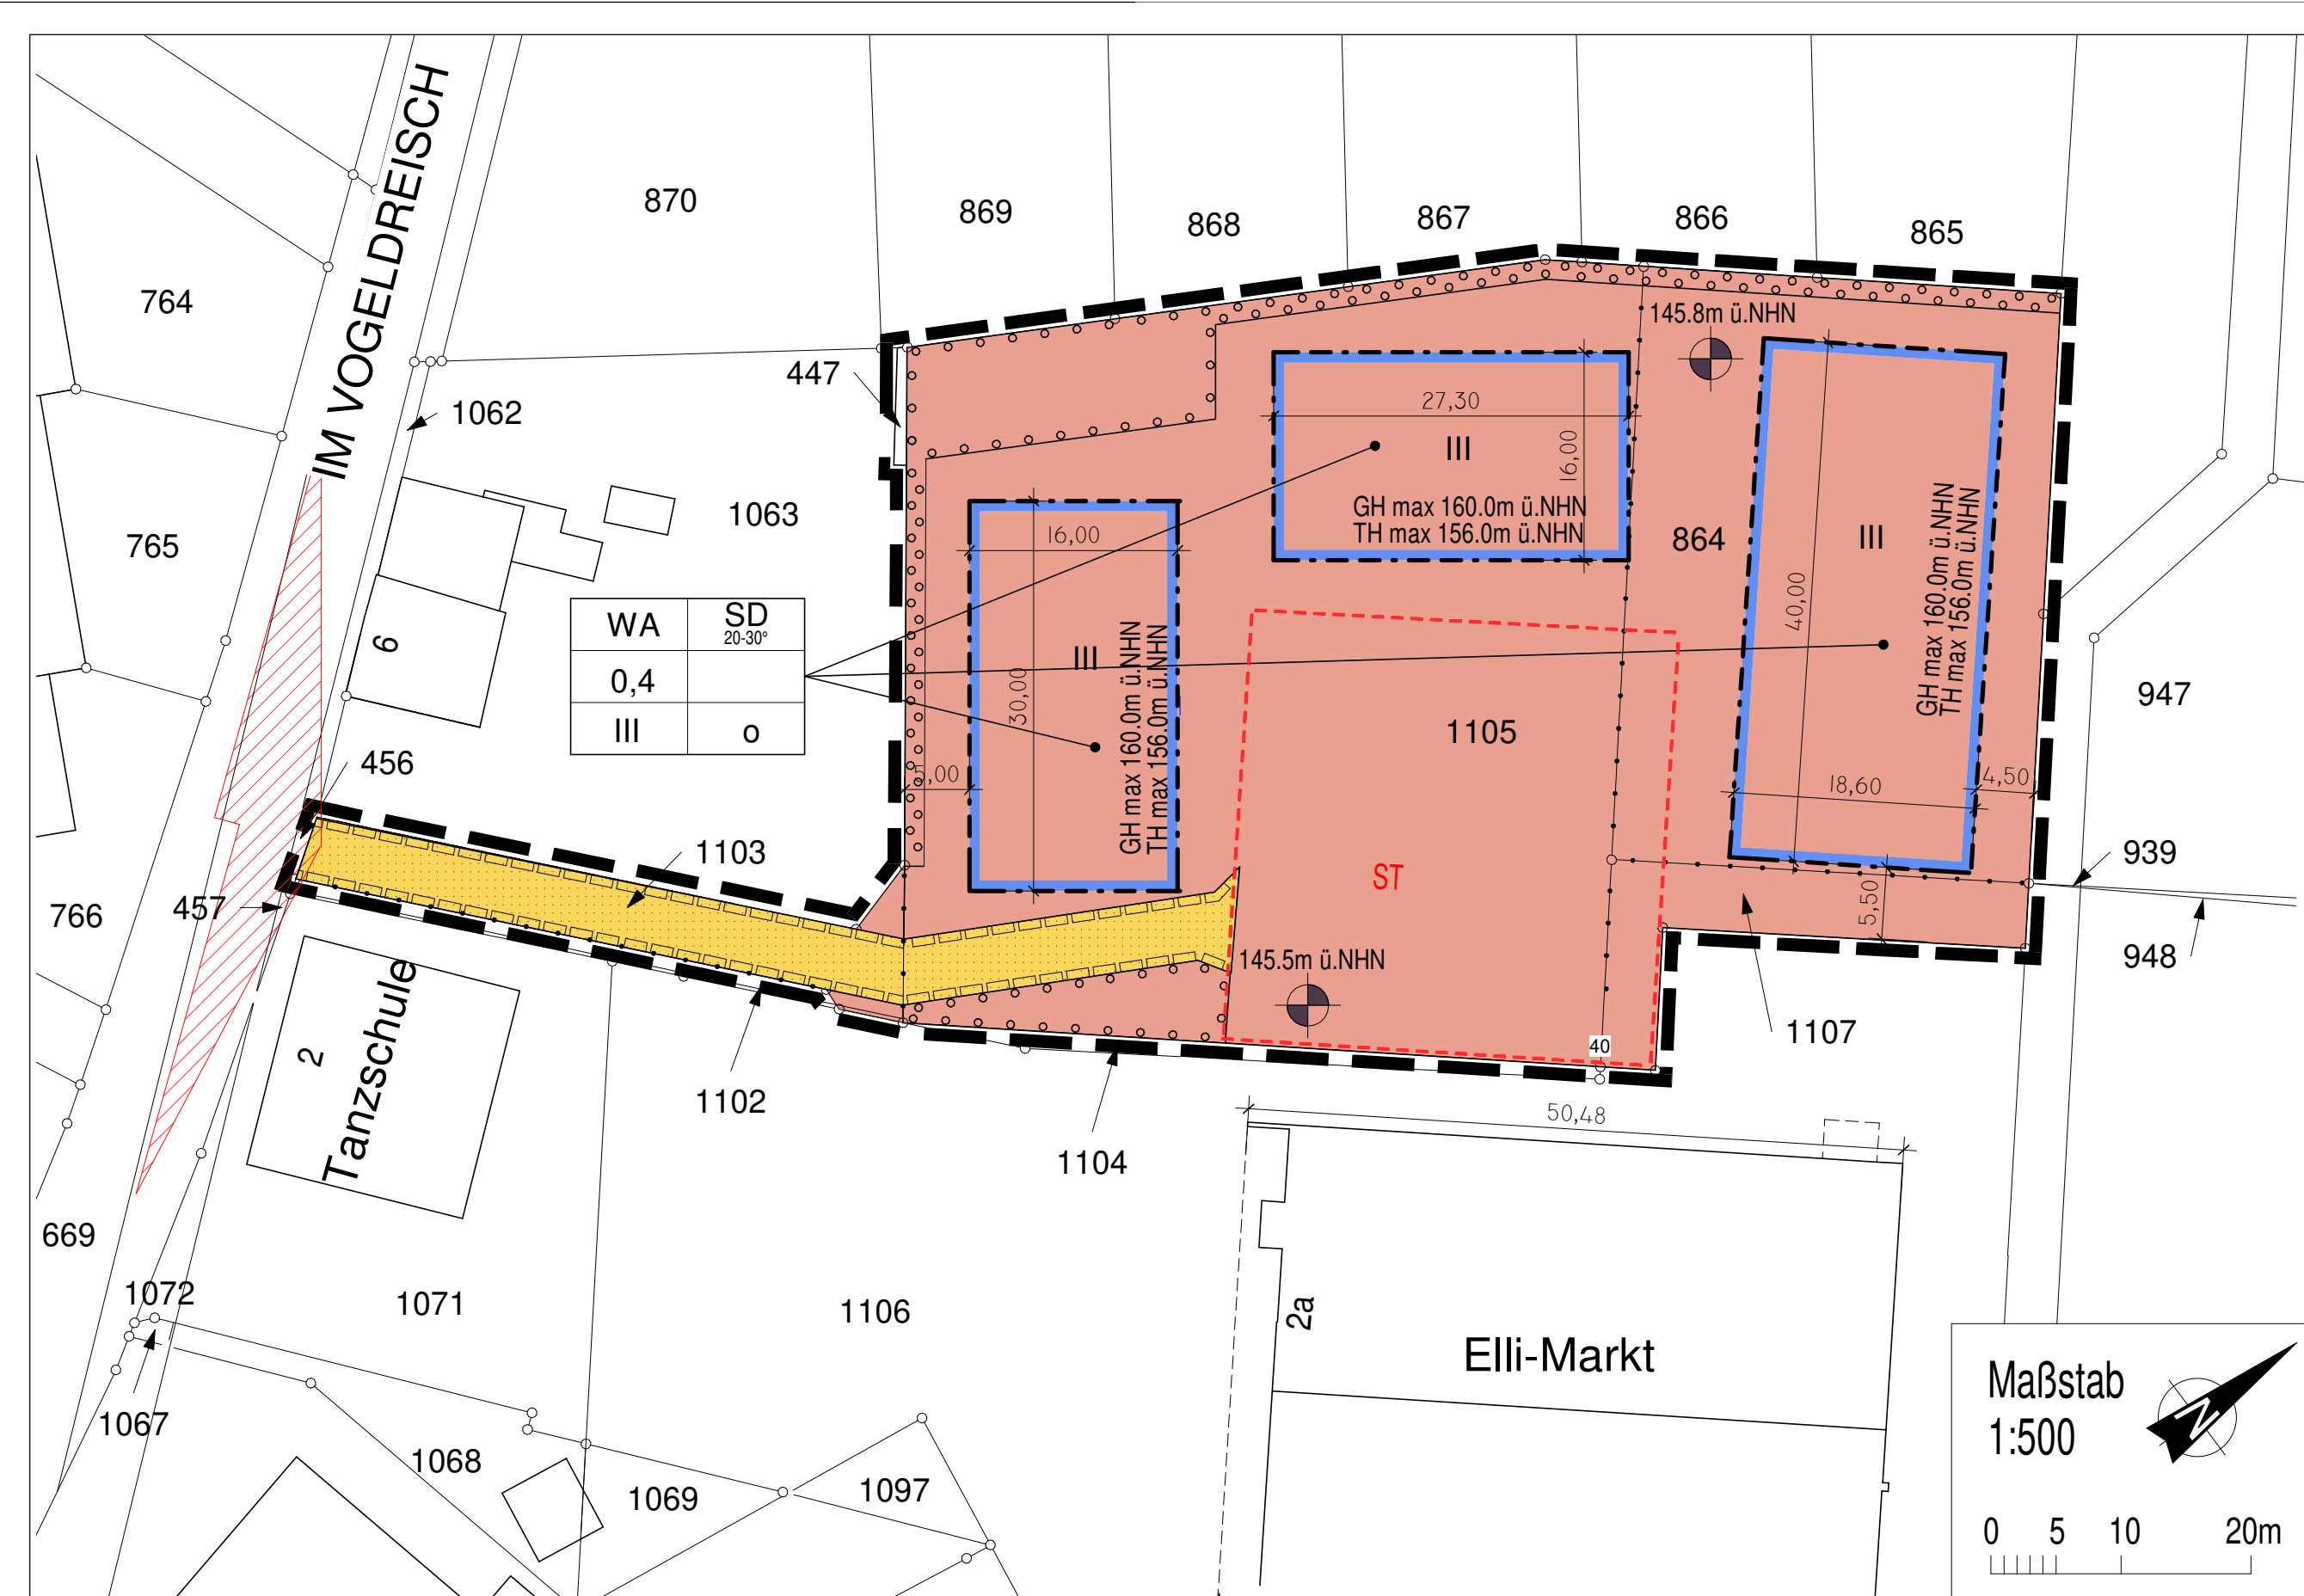 IM VOGELDREISCH
870
869
868
867
866
865
764
145.8m ü.NHN
447
1062
27,30
III
16,00
GH max 160.0m ü.NHN
TH max 156.0m ü.NHN
864
III
40,00
GH max 160.0m ü.NHN
TH max 156.0m ü.NHN
18,60
4,50
765
1063
16,00
III
30,00
GH max 160.0m ü.NHN
TH max 156.0m ü.NHN
5,00
6
WA
SD
20-30°
0,4
III
o
947
1105
456
1103
ST
939
766
457
5,50
948
145.5m ü.NHN
1107
40
2
Tanzschule
1102
1104
50,48
669
1072
1071
1106
2a
Elli-Markt
1067
1068
1069
1097
Maßstab
1:500
N
0 5 10 20m